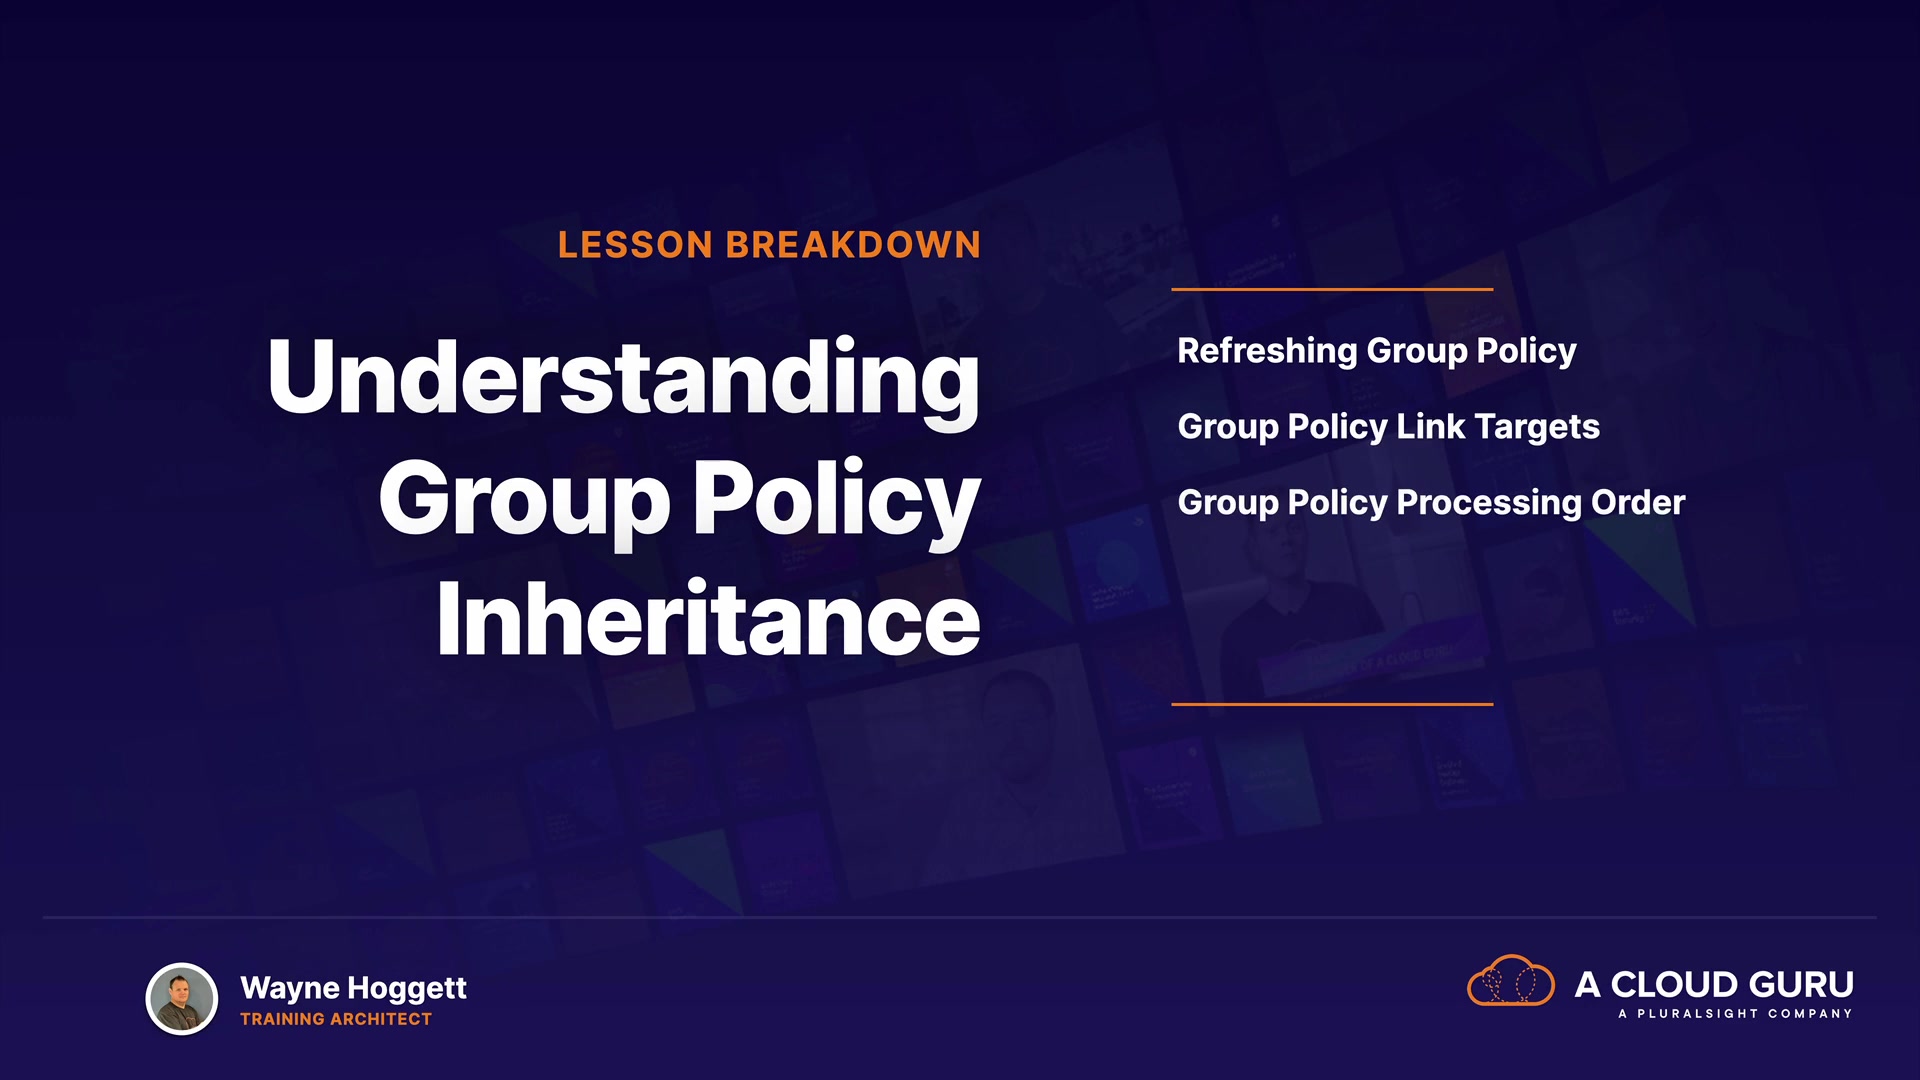 LESSON BREAKDOWN
Understanding
Group Policy
Inheritance
Refreshing Group Policy
Group Policy Link Targets
Group Policy Processing Order
Wayne Hoggett
TRAINING ARCHITECT
A CLOUD GURU
A PLURALSIGHT COMPANY